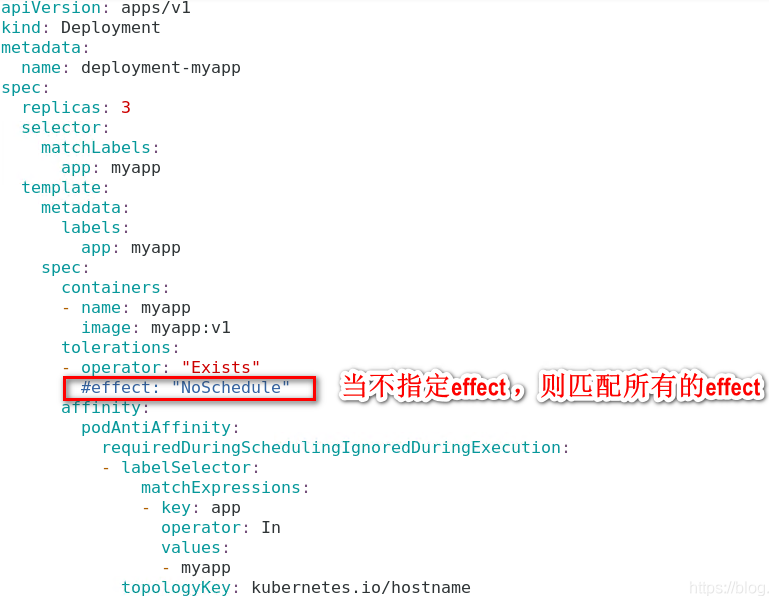 apiVersion: apps/v1
kind: Deployment
metadata:
  name: deployment-myapp
spec:
  replicas: 3
  selector:
    matchLabels:
      app: myapp
  template:
    metadata:
      labels:
        app: myapp
    spec:
      containers:
      - name: myapp
        image: myapp:v1
      tolerations:
      - operator: "Exists"
        #effect: "NoSchedule" 当不指定effect，则匹配所有的effect
      affinity:
        podAntiAffinity:
          requiredDuringSchedulingIgnoredDuringExecution:
          - labelSelector:
              matchExpressions:
              - key: app
                operator: In
                values:
                - myapp
            topologyKey: kubernetes.io/hostname
https://blog.